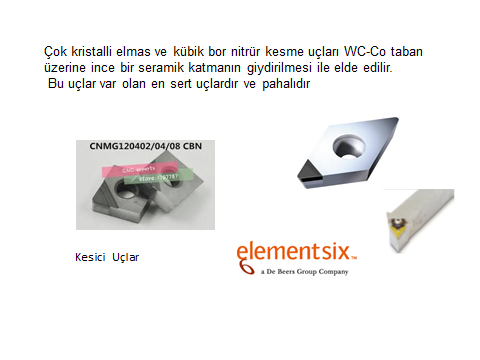 Çok kristalli elmas ve kübik bor nitrür kesme uçları WC-Co taban
üzerine ince bir seramik katmanın giydirilmesi ile elde edilir.
Bu uçlar var olan en sert uçlardır ve pahalıdır
CNMG120402/04/08 CBN
Kesici Uçlar
elementsix™
a De Beers Group Company